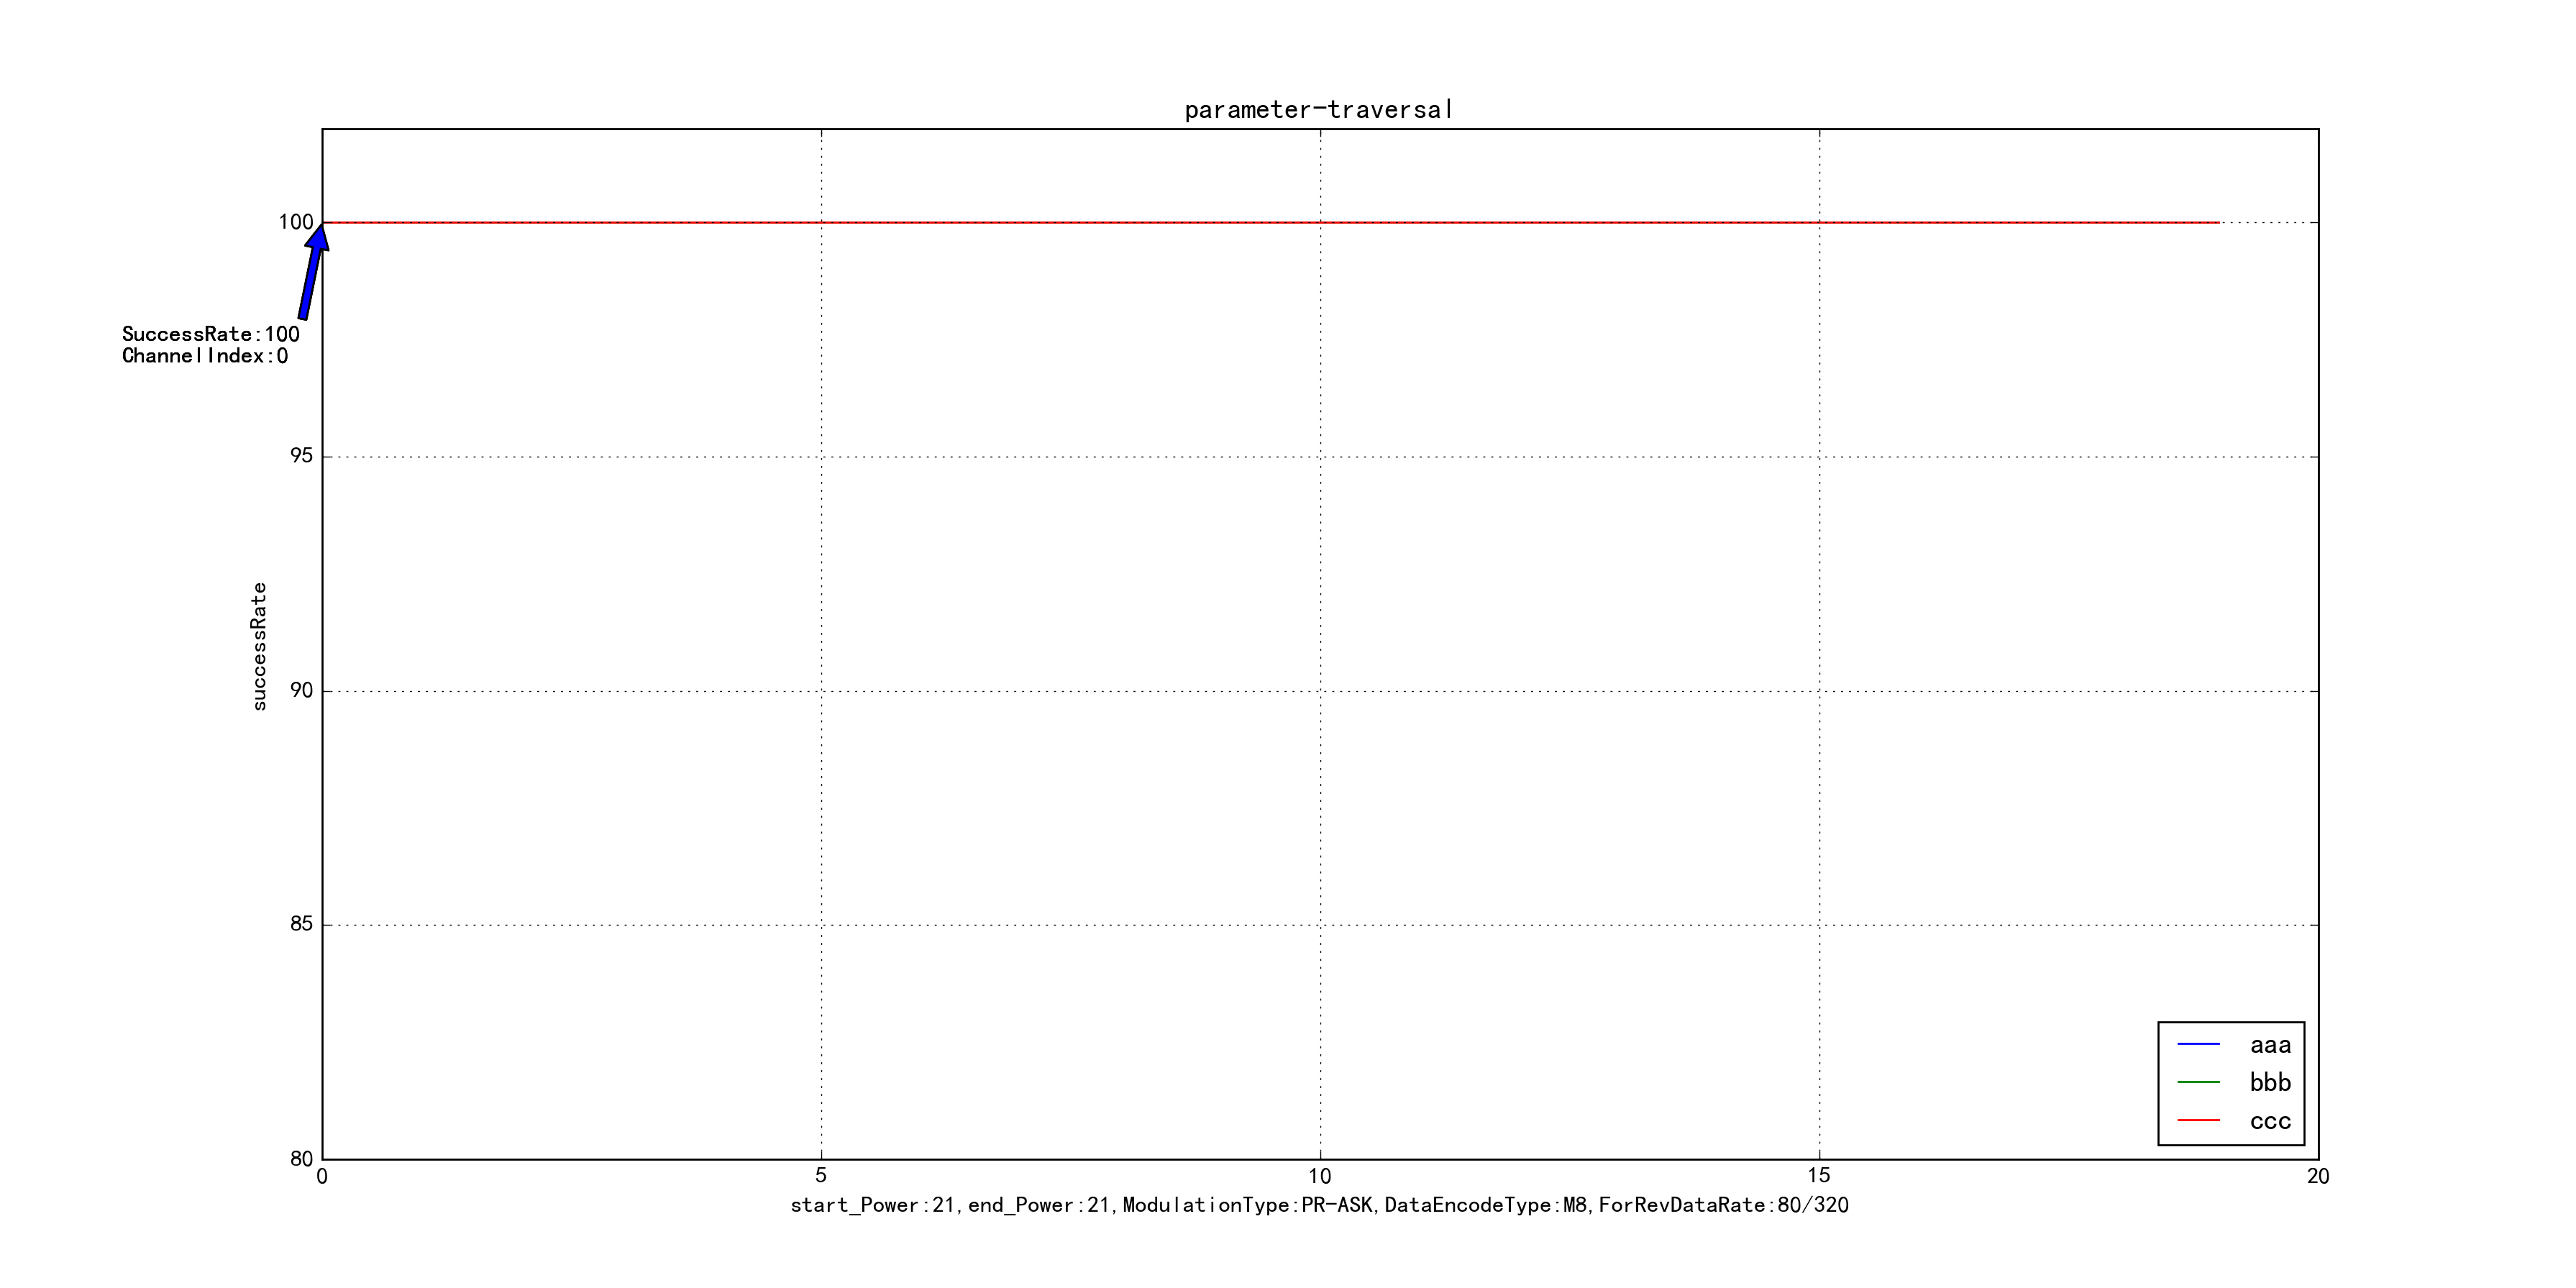 parameter-traversal
100
SuccessRate:100
ChannelIndex:0
95
successRate
90
85
80
aaa
bbb
ccc
0 5 10 15 20
start_Power:21,end_Power:21,ModulationType:PR-ASK,DataEncodeType:M8,ForRevDataRate:80/320